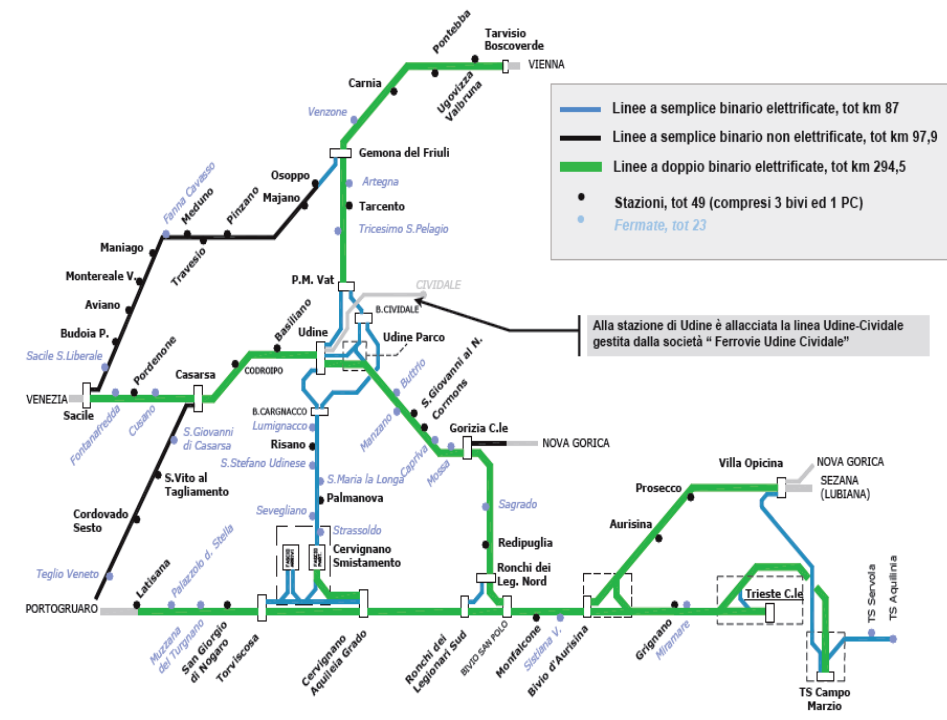 Pontebba
Tarvisio
Boscoverde
VIENNA
Ugovizza
Valbruna
Carnia
Venzone
Gemona del Friuli
Linee a semplice binario elettrificate, tot km 87
Linee a semplice binario non elettrificate, tot km 97,9
Linee a doppio binario elettrificate, tot km 294,5
Stazioni, tot 49 (compresi 3 bivi ed 1 PC)
Fermate, tot 23
Fanna Cavasso
Meduno
Pinzano
Osoppo
Majano
Artegna
Tarcento
Tricesimo S.Pelagio
Travesio
Maniago
Montereale V.
Aviano
Budoia P.
Sacile S.Liberale
P.M. Vat
CIVIDALE
B.CIVIDALE
Udine Parco
Alla stazione di Udine è allacciata la linea Udine-Cividale
gestita dalla società “ Ferrovie Udine Cividale”
Basiliano
Udine
CODROIPO
Pordenone
Casarsa
VENEZIA
Sacile
Fontanafredda
Cusano
Buttrio
Manzano
S.Giovanni al N.
Cormons
Capriva
Mossa
Gorizia C.le
NOVA GORICA
B.CARGNACCO
Lumignacco
Risano
S.Stefano Udinese
S.Maria la Longa
Palmanova
Sevegliano
Strassoldo
Cervignano
Smistamento
S.Giovanni
di Casarsa
S.Vito al
Tagliamento
Cordovado
Sesto
Teglio Veneto
PORTOGRUARO
Latisana
Palazzolo d. Stella
Muzzana
del Turgnano
San Giorgio
di Nogaro
Torviscosa
Cervignano
Aquileia Grado
Sagrado
Redipuglia
Ronchi dei
Leg. Nord
Ronchi dei
Legionari Sud
BIVIO SAN POLO
Monfalcone
Sistiana V.
Bivio d'Aurisina
Villa Opicina
NOVA GORICA
SEZANA
(LUBIANA)
Prosecco
Aurisina
Grignano
Miramare
Trieste C.le
TS Servola
TS Aquilinia
TS Campo
Marzio